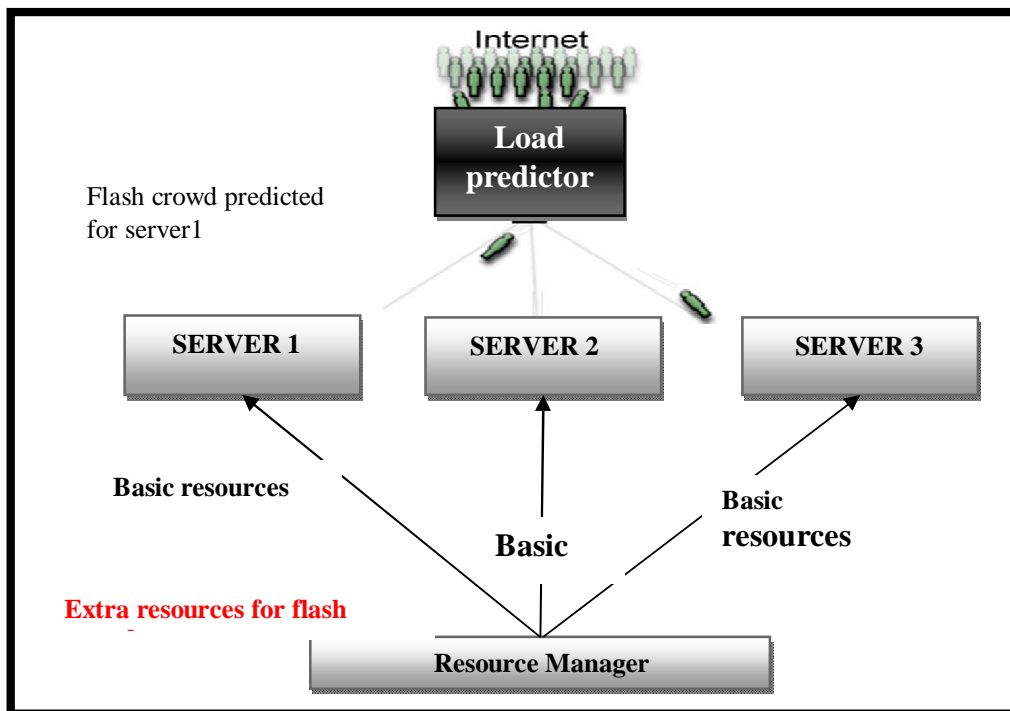 Internet
Load
predictor
Flash crowd predicted
for server1
SERVER 1
SERVER 2
SERVER 3
Basic resources
Basic
Basic
resources
Extra resources for flash
Resource Manager